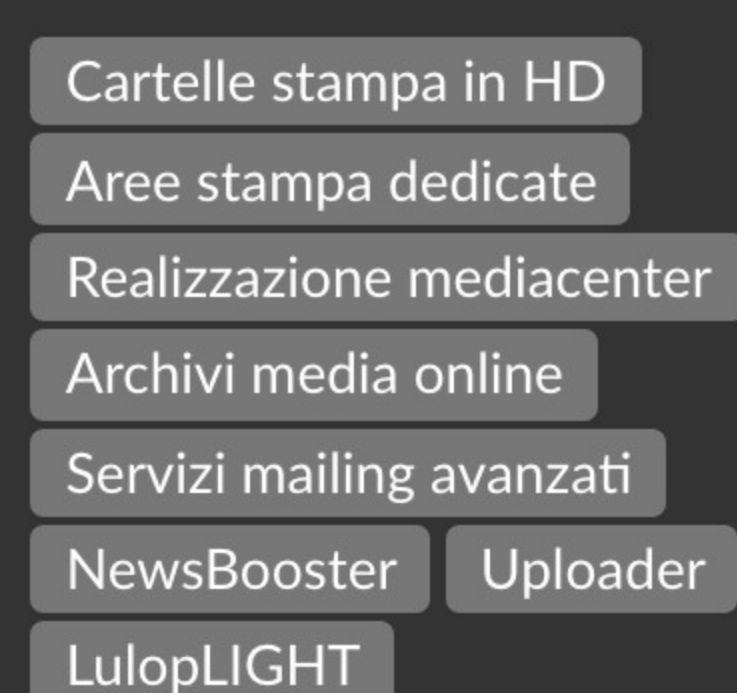 Cartelle stampa in HD
Aree stampa dedicate
Realizzazione mediacenter
Archivi media online
Servizi mailing avanzati
NewsBooster Uploader
LulopLIGHT